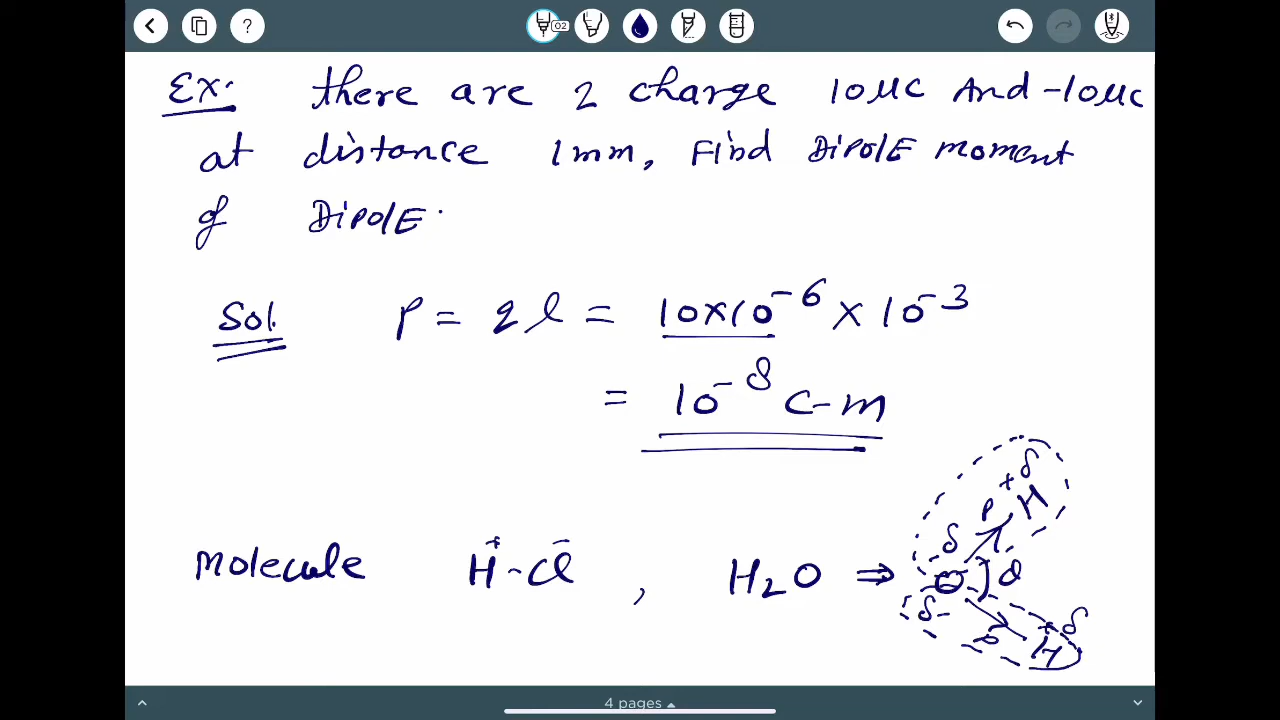 ?
02
Ex. there are 2 charge 10μC And -10μC
at distance 1mm, Find DipolE moment
of DipolE.
Sol. P = ql = 10×10⁻⁶ × 10⁻³
= 10⁻⁸ C-m
+δ
H
P
δ-
Molecule H⁺-Cl⁻, H₂O ⇒ O ) θ
δ-
P
+δ
H
4 pages